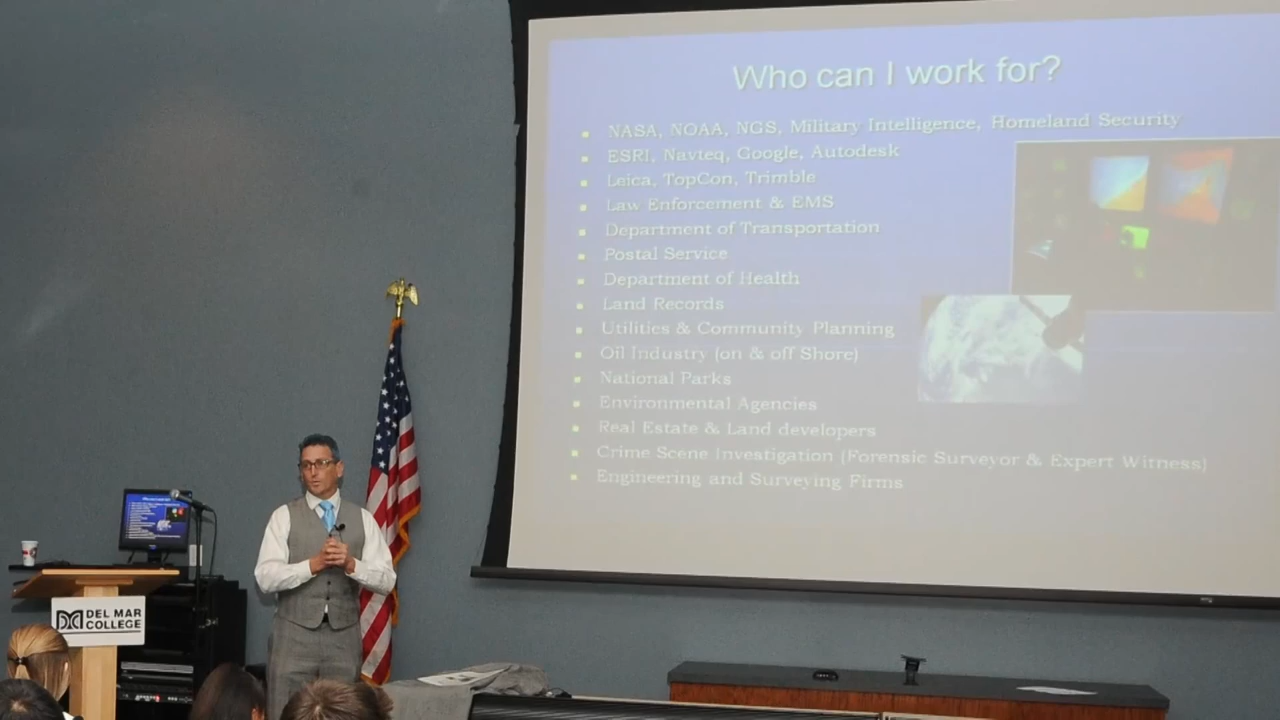 Who can I work for?
NASA, NOAA, NGS, Military Intelligence, Homeland Security
ESRI, Navteq, Google, Autodesk
Leica, TopCon, Trimble
Law Enforcement & EMS
Department of Transportation
Postal Service
Department of Health
Land Records
Utilities & Community Planning
Oil Industry (on & off Shore)
National Parks
Environmental Agencies
Real Estate & Land developers
Crime Scene Investigation (Forensic Surveyor & Expert Witness)
Engineering and Surveying Firms
DEL MAR
COLLEGE